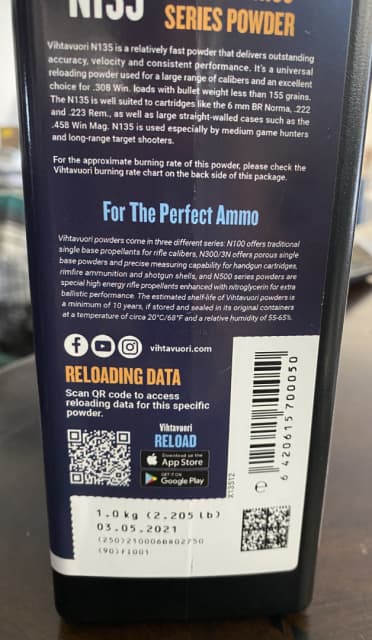 N135
SERIES POWDER
Vihtavuori N135 is a relatively fast powder that delivers outstanding
accuracy, velocity and consistent performance. It's a universal
reloading powder used for a large range of calibers and an excellent
choice for .308 Win. loads with bullet weight less than 155 grains.
The N135 is well suited to cartridges like the 6 mm BR Norma, .222
and .223 Rem., as well as large straight-walled cases such as the
.458 Win Mag. N135 is used especially by medium game hunters
and long-range target shooters.
For the approximate burning rate of this powder, please check the
Vihtavuori burning rate chart on the back side of this package.
For The Perfect Ammo
Vihtavuori powders come in three different series: N100 offers traditional
single base propellants for rifle calibers, N300/3N offers porous single
base powders and precise measuring capability for handgun cartridges,
rimfire ammunition and shotgun shells, and N500 series powders are
special high energy rifle propellants enhanced with nitroglycerin for extra
ballistic performance. The estimated shelf-life of Vihtavuori powders is
a minimum of 10 years, if stored and sealed in its original containers
at a temperature of circa 20°C/68°F and a relative humidity of 55-65%.
vihtavuori.com
RELOADING DATA
Scan QR code to access
reloading data for this specific
powder.
Vihtavuori
RELOAD
Download on the
App Store
GET IT ON
Google Play
X13512
6 420615 700050
1.0 kg (2.205 lb)
03.05.2021
(250)2100068802750
(90)F1001